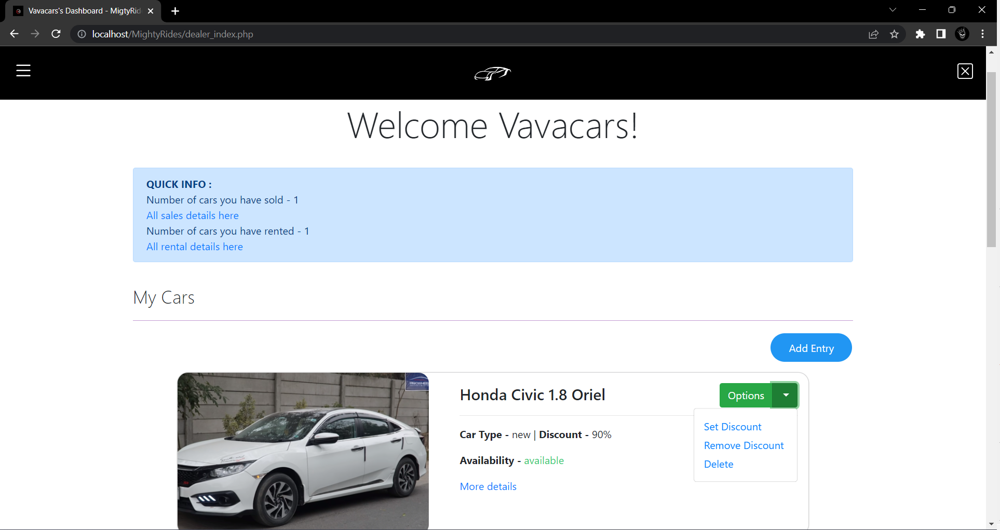 Vavacars's Dashboard - MigtyRid
localhost/MightyRides/dealer_index.php
Welcome Vavacars!
QUICK INFO :
Number of cars you have sold - 1
All sales details here
Number of cars you have rented - 1
All rental details here
My Cars
Add Entry
Honda Civic 1.8 Oriel
Options
Car Type - new | Discount - 90%
Set Discount
Remove Discount
Availability - available
Delete
More details